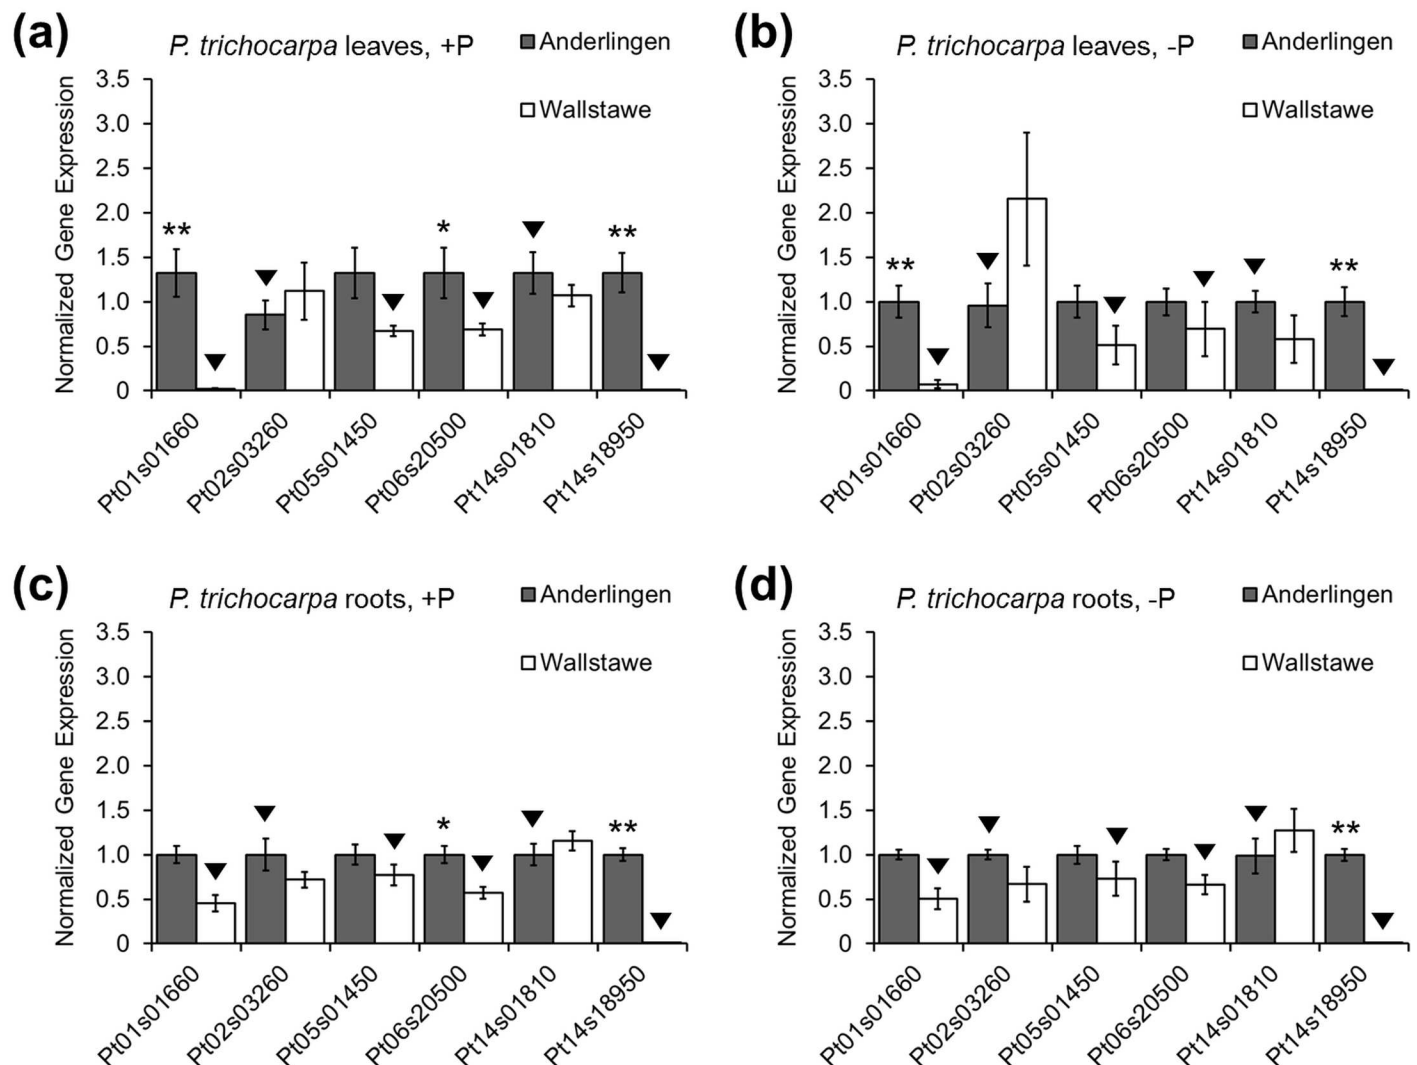 (a)
P. trichocarpa leaves, +P
Anderlingen
Wallstawe
Normalized Gene Expression
3.5
3.0
2.5
2.0
1.5
1.0
0.5
0
**
*
**
Pt01s01660
Pt02s03260
Pt05s01450
Pt06s20500
Pt14s01810
Pt14s18950
(b)
P. trichocarpa leaves, -P
Anderlingen
Wallstawe
Normalized Gene Expression
3.5
3.0
2.5
2.0
1.5
1.0
0.5
0
**
**
Pt01s01660
Pt02s03260
Pt05s01450
Pt06s20500
Pt14s01810
Pt14s18950
(c)
P. trichocarpa roots, +P
Anderlingen
Wallstawe
Normalized Gene Expression
3.5
3.0
2.5
2.0
1.5
1.0
0.5
0
*
**
Pt01s01660
Pt02s03260
Pt05s01450
Pt06s20500
Pt14s01810
Pt14s18950
(d)
P. trichocarpa roots, -P
Anderlingen
Wallstawe
Normalized Gene Expression
3.5
3.0
2.5
2.0
1.5
1.0
0.5
0
**
Pt01s01660
Pt02s03260
Pt05s01450
Pt06s20500
Pt14s01810
Pt14s18950